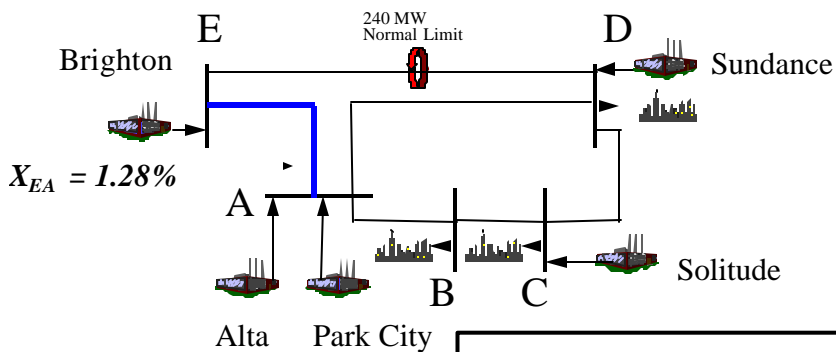 E
240 MW
Normal Limit
D
Brighton
Sundance
X_EA = 1.28%
A
B
C
Solitude
Alta
Park City